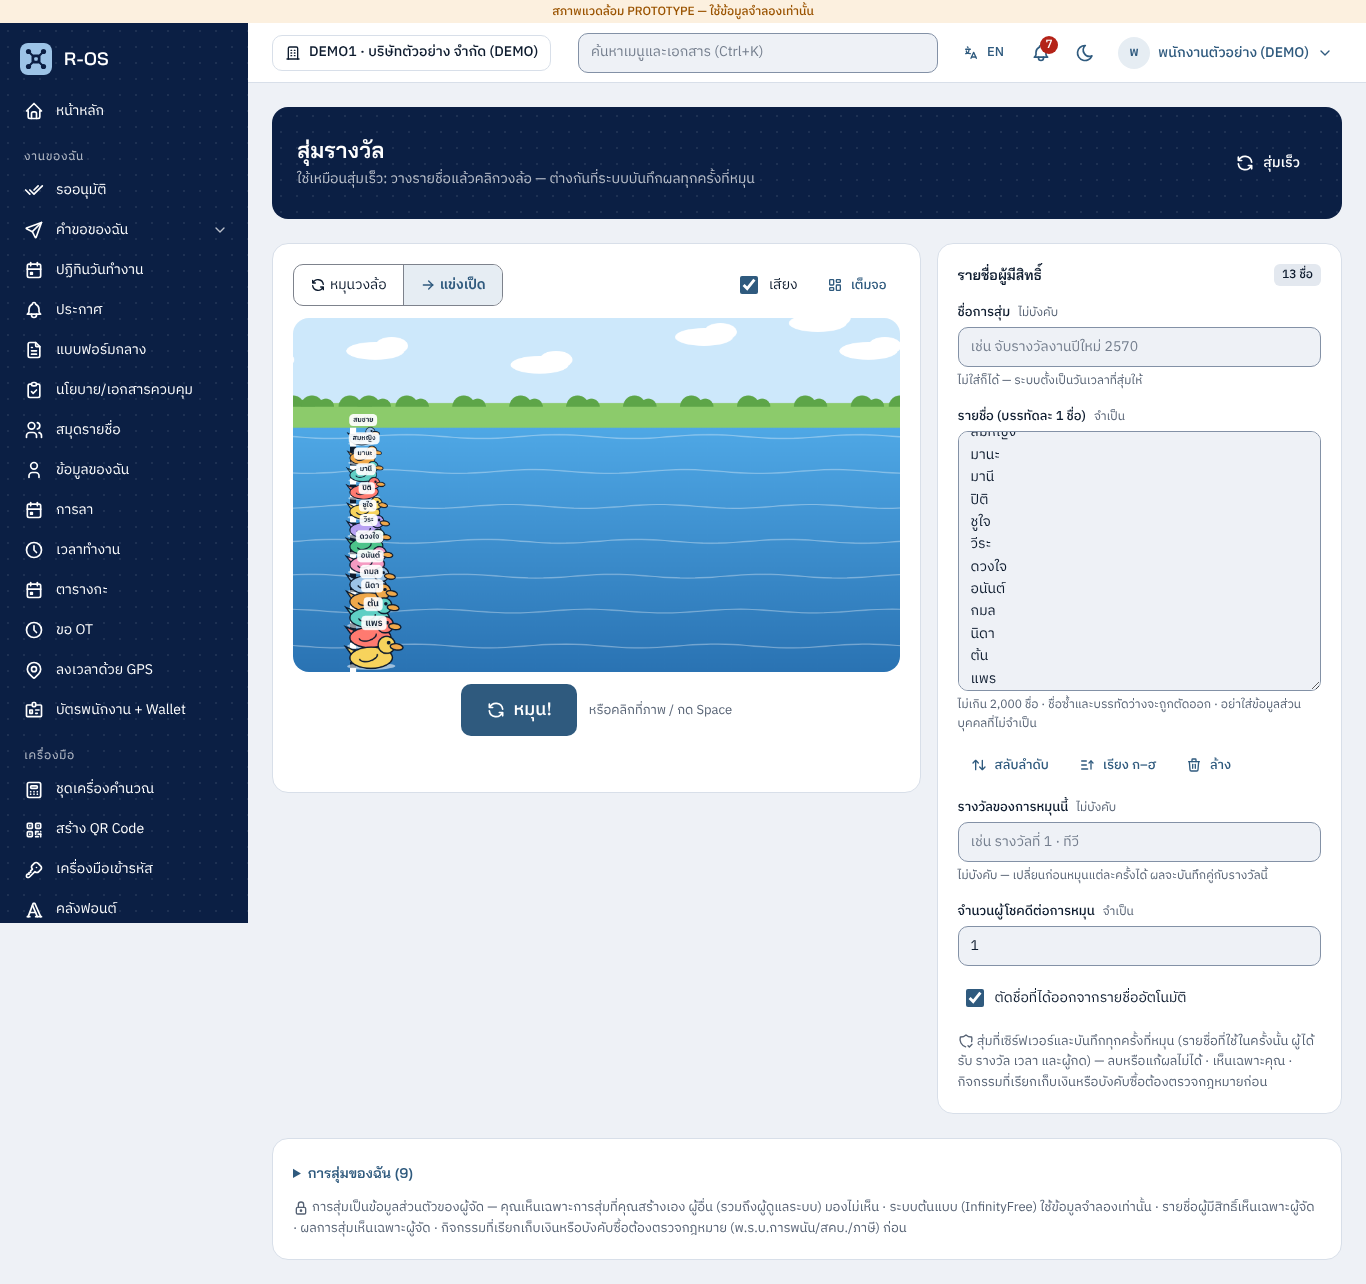 สภาพแวดล้อม PROTOTYPE — ใช้ข้อมูลจำลองเท่านั้น
R-OS
DEMO1 · บริษัทตัวอย่าง จำกัด (DEMO)
ค้นหาเมนูและเอกสาร (Ctrl+K)
EN
7
พ
พนักงานตัวอย่าง (DEMO)
หน้าหลัก
งานของฉัน
รออนุมัติ
คำขอของฉัน
ปฏิทินวันทำงาน
ประกาศ
แบบฟอร์มกลาง
นโยบาย/เอกสารควบคุม
สมุดรายชื่อ
ข้อมูลของฉัน
การลา
เวลาทำงาน
ตารางกะ
ขอ OT
ลงเวลาด้วย GPS
บัตรพนักงาน + Wallet
เครื่องมือ
ชุดเครื่องคำนวณ
สร้าง QR Code
เครื่องมือเข้ารหัส
คลังฟอนต์
สุ่มรางวัล
ใช้เหมือนสุ่มเร็ว: วางรายชื่อแล้วคลิกวงล้อ — ต่างกันที่ระบบบันทึกผลทุกครั้งที่หมุน
สุ่มเร็ว
หมุนวงล้อ
แข่งเป็ด
เสียง
เต็มจอ
สมชาย
สมหญิง
มานะ
มานี
ปิติ
ชูใจ
วีระ
ดวงใจ
อนันต์
กมล
นิดา
ต้น
แพร
หมุน!
หรือคลิกที่ภาพ / กด Space
รายชื่อผู้มีสิทธิ์
13 ชื่อ
ชื่อการสุ่ม ไม่บังคับ
เช่น จับรางวัลงานปีใหม่ 2570
ไม่ใส่ก็ได้ — ระบบตั้งเป็นวันเวลาที่สุ่มให้
รายชื่อ (บรรทัดละ 1 ชื่อ) จำเป็น
สมหญิง
มานะ
มานี
ปิติ
ชูใจ
วีระ
ดวงใจ
อนันต์
กมล
นิดา
ต้น
แพร
ไม่เกิน 2,000 ชื่อ · ชื่อซ้ำและบรรทัดว่างจะถูกตัดออก · อย่าใส่ข้อมูลส่วน
บุคคลที่ไม่จำเป็น
สลับลำดับ
เรียง ก–ฮ
ล้าง
รางวัลของการหมุนนี้ ไม่บังคับ
เช่น รางวัลที่ 1 · ทีวี
ไม่บังคับ — เปลี่ยนก่อนหมุนแต่ละครั้งได้ ผลจะบันทึกคู่กับรางวัลนี้
จำนวนผู้โชคดีต่อการหมุน จำเป็น
1
ตัดชื่อที่ได้ออกจากรายชื่ออัตโนมัติ
สุ่มที่เซิร์ฟเวอร์และบันทึกทุกครั้งที่หมุน (รายชื่อที่ใช้ในครั้งนั้น ผู้ได้
รับ รางวัล เวลา และผู้กด) — ลบหรือแก้ผลไม่ได้ · เห็นเฉพาะคุณ ·
กิจกรรมที่เรียกเก็บเงินหรือบังคับซื้อต้องตรวจกฎหมายก่อน
การสุ่มของฉัน (9)
การสุ่มเป็นข้อมูลส่วนตัวของผู้จัด — คุณเห็นเฉพาะการสุ่มที่คุณสร้างเอง ผู้อื่น (รวมถึงผู้ดูแลระบบ) มองไม่เห็น · ระบบต้นแบบ (InfinityFree) ใช้ข้อมูลจำลองเท่านั้น · รายชื่อผู้มีสิทธิ์เห็นเฉพาะผู้จัด
· ผลการสุ่มเห็นเฉพาะผู้จัด · กิจกรรมที่เรียกเก็บเงินหรือบังคับซื้อต้องตรวจกฎหมาย (พ.ร.บ.การพนัน/สคบ./ภาษี) ก่อน